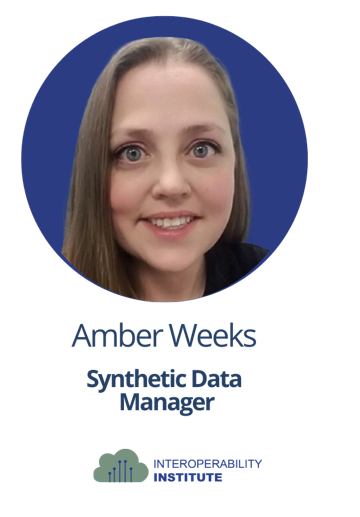 Amber Weeks
Synthetic Data
Manager
INTEROPERABILITY
INSTITUTE